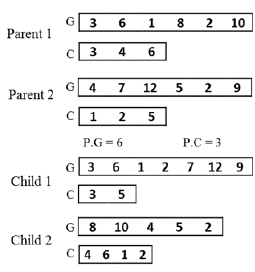 Parent 1
G 3 6 1 8 2 10
C 3 4 6
Parent 2
G 4 7 12 5 2 9
C 1 2 5
P.G = 6 P.C = 3
Child 1
G 3 6 1 2 7 12 9
C 3 5
Child 2
G 8 10 4 5 2
C 4 6 1 2